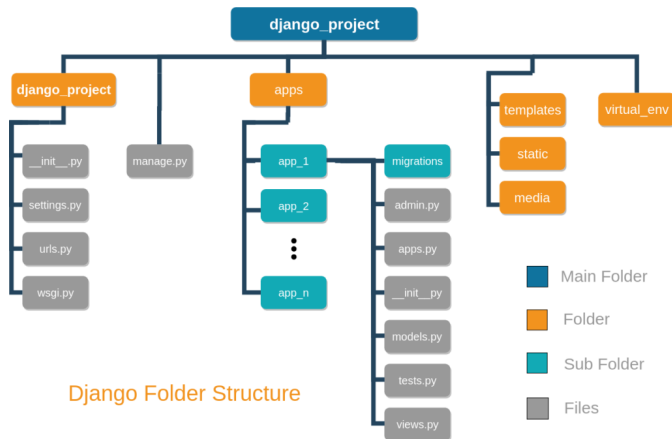 django_project
django_project
apps
templates
virtual_env
__init__.py
manage.py
app_1
migrations
static
settings.py
app_2
admin.py
media
urls.py
apps.py
wsgi.py
app_n
__init__py
models.py
tests.py
views.py
Main Folder
Folder
Sub Folder
Files
Django Folder Structure